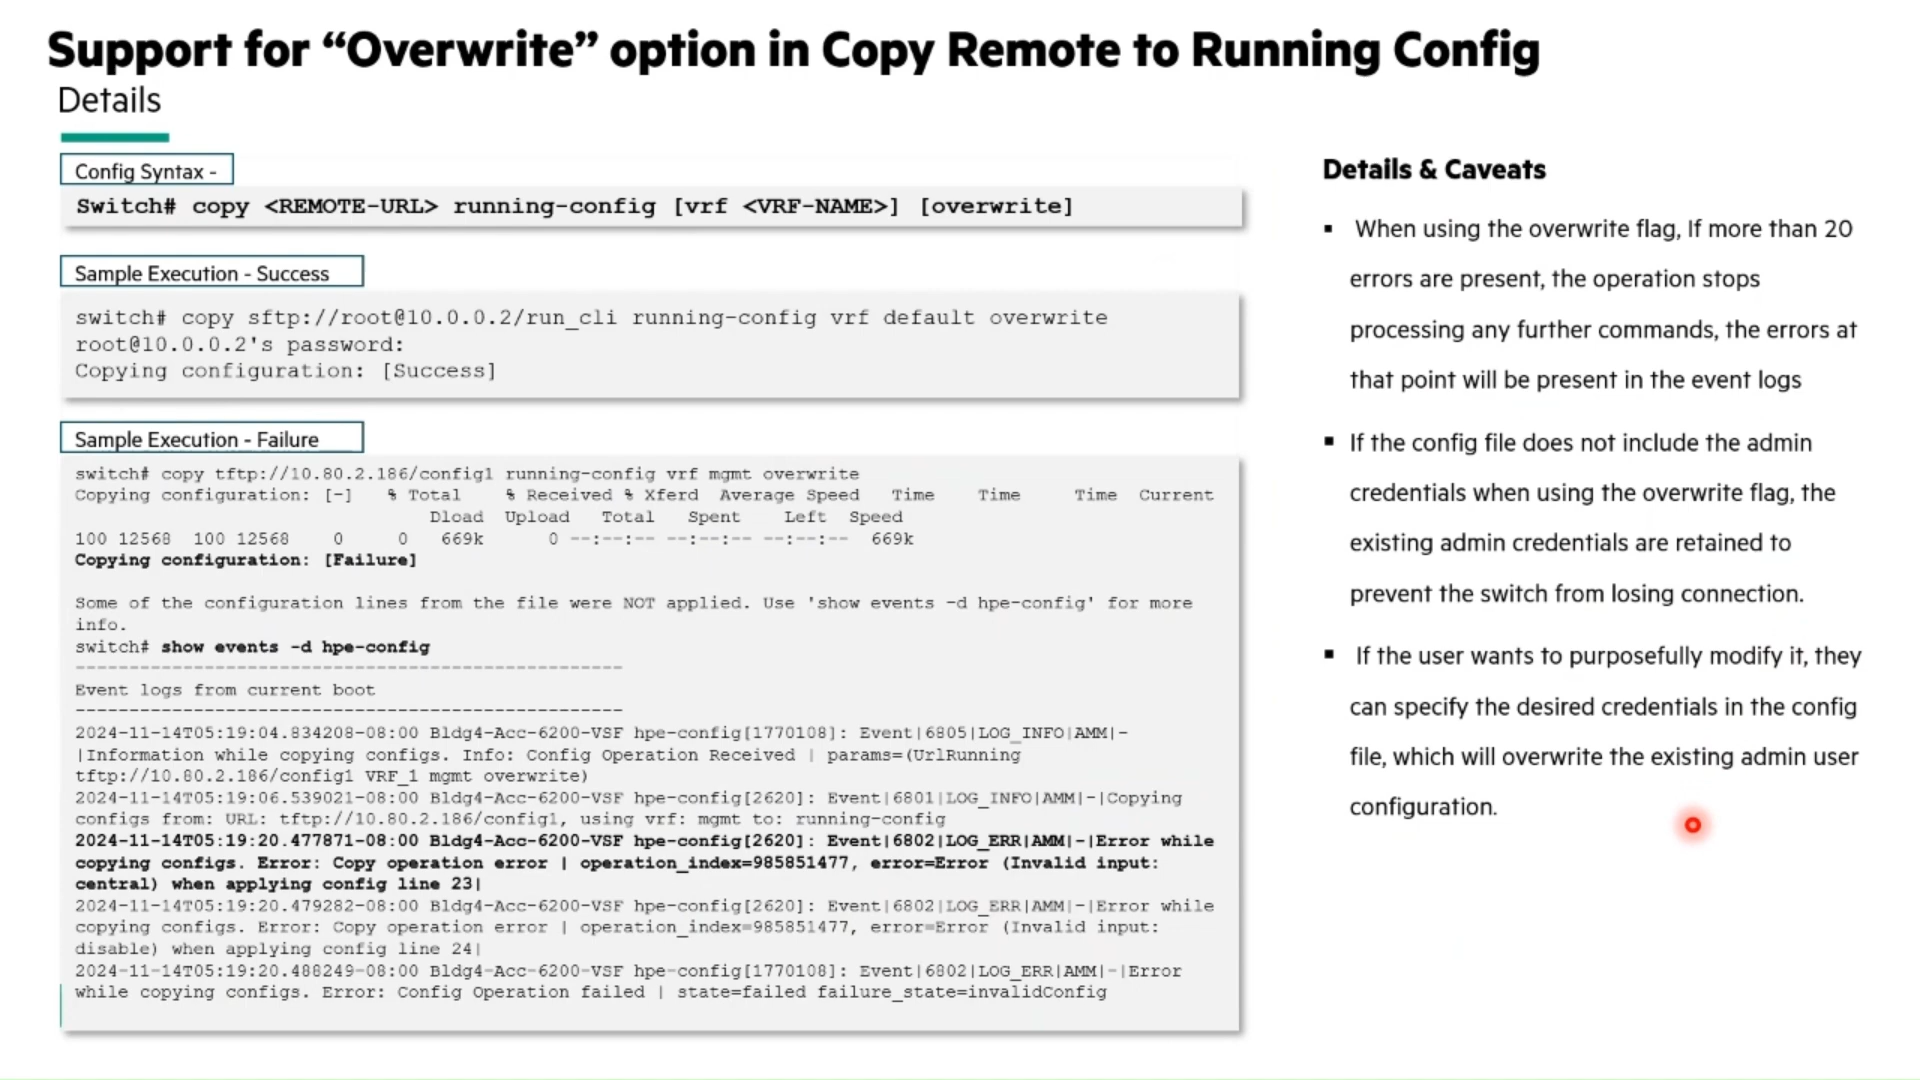 Support for “Overwrite” option in Copy Remote to Running Config
Details
Config Syntax -
Switch# copy <REMOTE-URL> running-config [vrf <VRF-NAME>] [overwrite]
Sample Execution - Success
switch# copy sftp://root@10.0.0.2/run_cli running-config vrf default overwrite
root@10.0.0.2's password:
Copying configuration: [Success]
Sample Execution - Failure
switch# copy tftp://10.80.2.186/config1 running-config vrf mgmt overwrite
Copying configuration: [-] % Total % Received % Xferd Average Speed Time Time Time Current
Dload Upload Total Spent Left Speed
100 12568 100 12568 0 0 669k 0 --:--:-- --:--:-- --:--:-- 669k
Copying configuration: [Failure]
Some of the configuration lines from the file were NOT applied. Use 'show events -d hpe-config' for more
info.
switch# show events -d hpe-config
---------------------------------------------------
Event logs from current boot
---------------------------------------------------
2024-11-14T05:19:04.834208-08:00 Bldg4-Acc-6200-VSF hpe-config[1770108]: Event|6805|LOG_INFO|AMM|-
|Information while copying configs. Info: Config Operation Received | params=(UrlRunning
tftp://10.80.2.186/config1 VRF_1 mgmt overwrite)
2024-11-14T05:19:06.539021-08:00 Bldg4-Acc-6200-VSF hpe-config[2620]: Event|6801|LOG_INFO|AMM|-|Copying
configs from: URL: tftp://10.80.2.186/config1, using vrf: mgmt to: running-config
2024-11-14T05:19:20.477871-08:00 Bldg4-Acc-6200-VSF hpe-config[2620]: Event|6802|LOG_ERR|AMM|-|Error while
copying configs. Error: Copy operation error | operation_index=985851477, error=Error (Invalid input:
central) when applying config line 23|
2024-11-14T05:19:20.479282-08:00 Bldg4-Acc-6200-VSF hpe-config[2620]: Event|6802|LOG_ERR|AMM|-|Error while
copying configs. Error: Copy operation error | operation_index=985851477, error=Error (Invalid input:
disable) when applying config line 24|
2024-11-14T05:19:20.488249-08:00 Bldg4-Acc-6200-VSF hpe-config[1770108]: Event|6802|LOG_ERR|AMM|-|Error
while copying configs. Error: Config Operation failed | state=failed failure_state=invalidConfig
Details & Caveats
▪ When using the overwrite flag, If more than 20
errors are present, the operation stops
processing any further commands, the errors at
that point will be present in the event logs
▪ If the config file does not include the admin
credentials when using the overwrite flag, the
existing admin credentials are retained to
prevent the switch from losing connection.
▪ If the user wants to purposefully modify it, they
can specify the desired credentials in the config
file, which will overwrite the existing admin user
configuration.